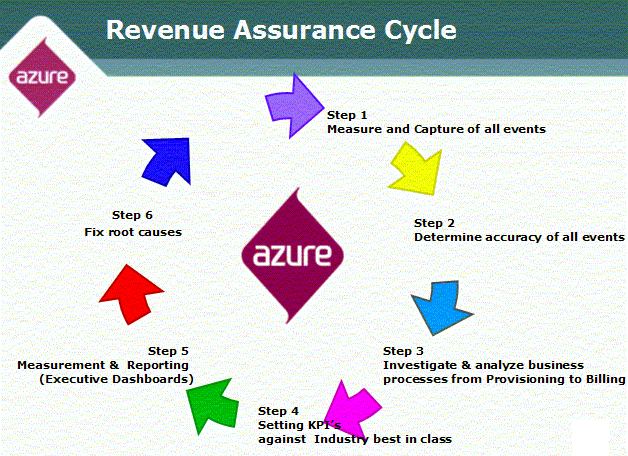 Revenue Assurance Cycle
azure
Step 1
Measure and Capture of all events
Step 2
Determine accuracy of all events
Step 3
Investigate & analyze business
processes from Provisioning to Billing
Step 4
Setting KPI's
against Industry best in class
Step 5
Measurement & Reporting
(Executive Dashboards)
Step 6
Fix root causes
azure